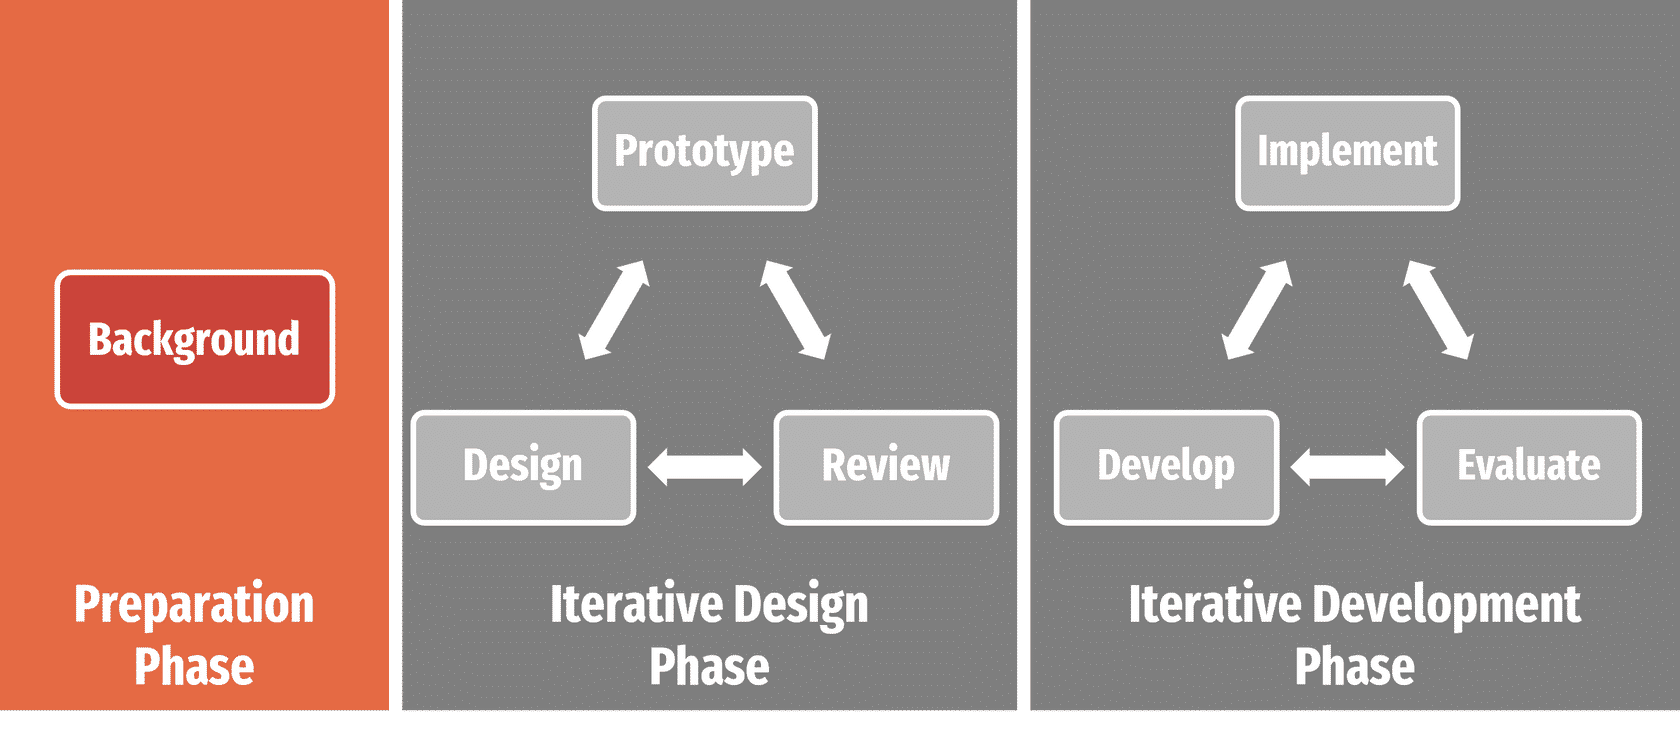 Background
Preparation
Phase
Prototype
Design
Review
Iterative Design
Phase
Implement
Develop
Evaluate
Iterative Development
Phase